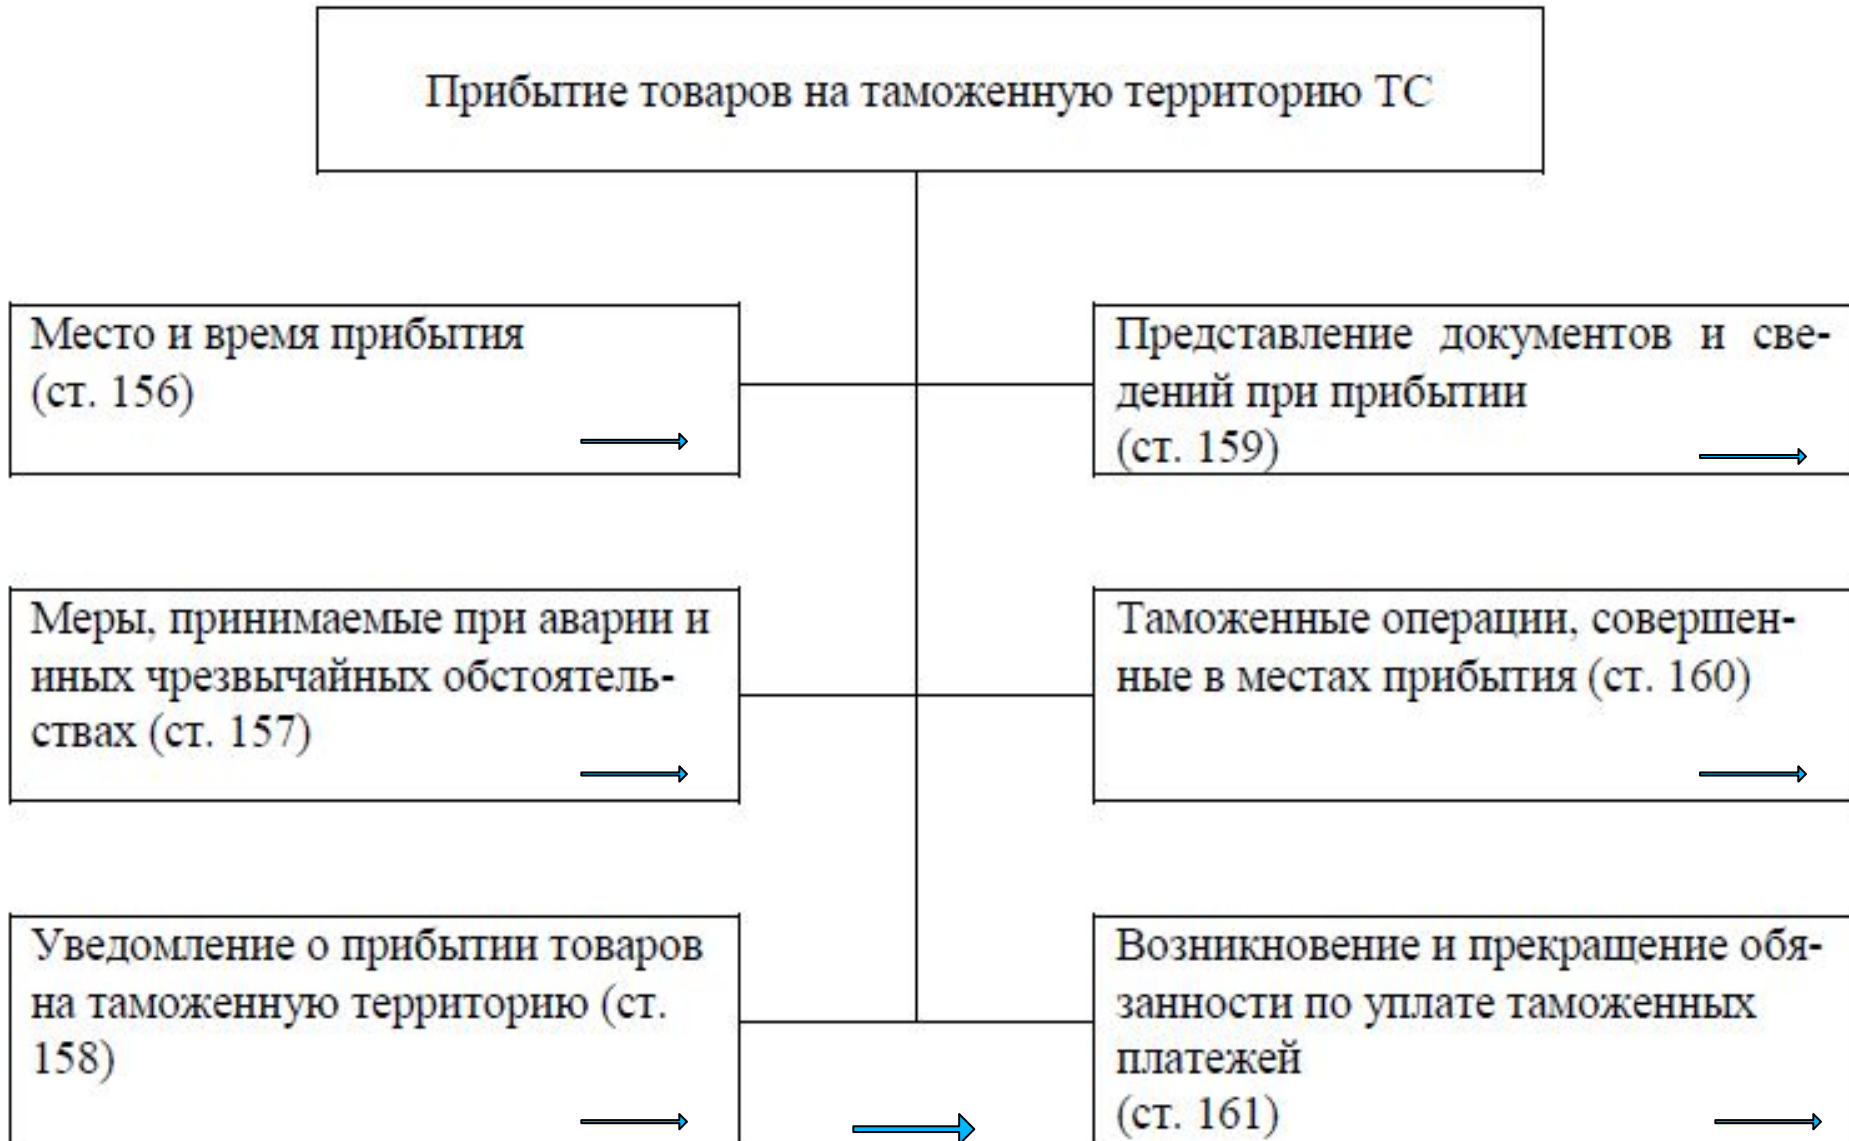 Прибытие товаров на таможенную территорию ТС
Место и время прибытия
(ст. 156)
Меры, принимаемые при аварии и
иных чрезвычайных обстоятель-
ствах (ст. 157)
Уведомление о прибытии товаров
на таможенную территорию (ст.
158)
Представление документов и све-
дений при прибытии
(ст. 159)
Таможенные операции, совершен-
ные в местах прибытия (ст. 160)
Возникновение и прекращение обя-
занности по уплате таможенных
платежей
(ст. 161)